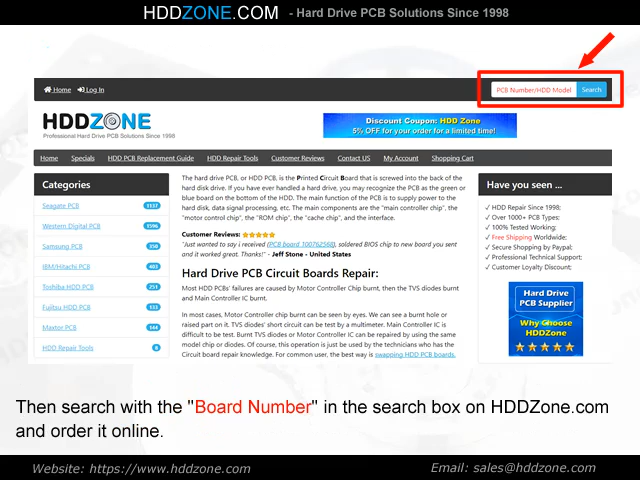 HDDZONE.COM - Hard Drive PCB Solutions Since 1998
Home Log In
PCB Number/HDD Model Search
HDDZONE
Professional Hard Drive PCB Solutions Since 1998
Discount Coupon: HDD Zone
5% OFF for your order for a limited time!
Home Specials HDD PCB Replacement Guide HDD Repair Tools Customer Reviews Contact US My Account Shopping Cart
Categories
Seagate PCB 1137
Western Digital PCB 1596
Samsung PCB 350
IBM/Hitachi PCB 403
Toshiba HDD PCB 251
Fujitsu HDD PCB 133
Maxtor PCB 144
HDD Repair Tools
The hard drive PCB, or HDD PCB, is the Printed Circuit Board that is screwed into the back of the
hard disk drive. If you have ever handled a hard drive, you may recognize the PCB as the green or
blue board on the bottom of the HDD. The main function of the PCB is to supply power to the
hard disk, data signal processing, etc. The main components are the "main controller chip", the
"motor control chip", the "ROM chip", the "cache chip", and the interface.
Customer Reviews:
"Just wanted to say i received (PCB board 100762568), soldered BIOS chip to new board you sent
and it worked great. Thanks!" - Jeff Stone - United States
Hard Drive PCB Circuit Boards Repair:
Most HDD PCBs' failures are caused by Motor Controller Chip burnt, then the TVS diodes burnt
and Main Controller IC burnt.
In most cases, Motor Controller chip burnt can be seen by eyes. We can see a burnt hole or
raised part on it. TVS diodes' short circuit can be test by a multimeter. Main Controller IC is
difficult to be test. Burnt TVS diodes or Motor Controller IC can be repaired by using the same
model chip or diodes. Of course, this operation is just be used by the technicians who has the
Circuit board repair knowledge. For common user, the best way is swapping HDD PCB boards.
Have you seen ...
✓ HDD Repair Since 1998;
✓ Over 1000+ PCB Types;
✓ 100% Tested Working;
✓ Free Shipping Worldwide;
✓ Secure Shopping by Paypal;
✓ Professional Technical Support;
✓ Customer Loyalty Discount;
Hard Drive
PCB Supplier
Why Choose
HDDZONE
Then search with the "Board Number" in the search box on HDDZone.com
and order it online.
Website: https://www.hddzone.com Email: sales@hddzone.com